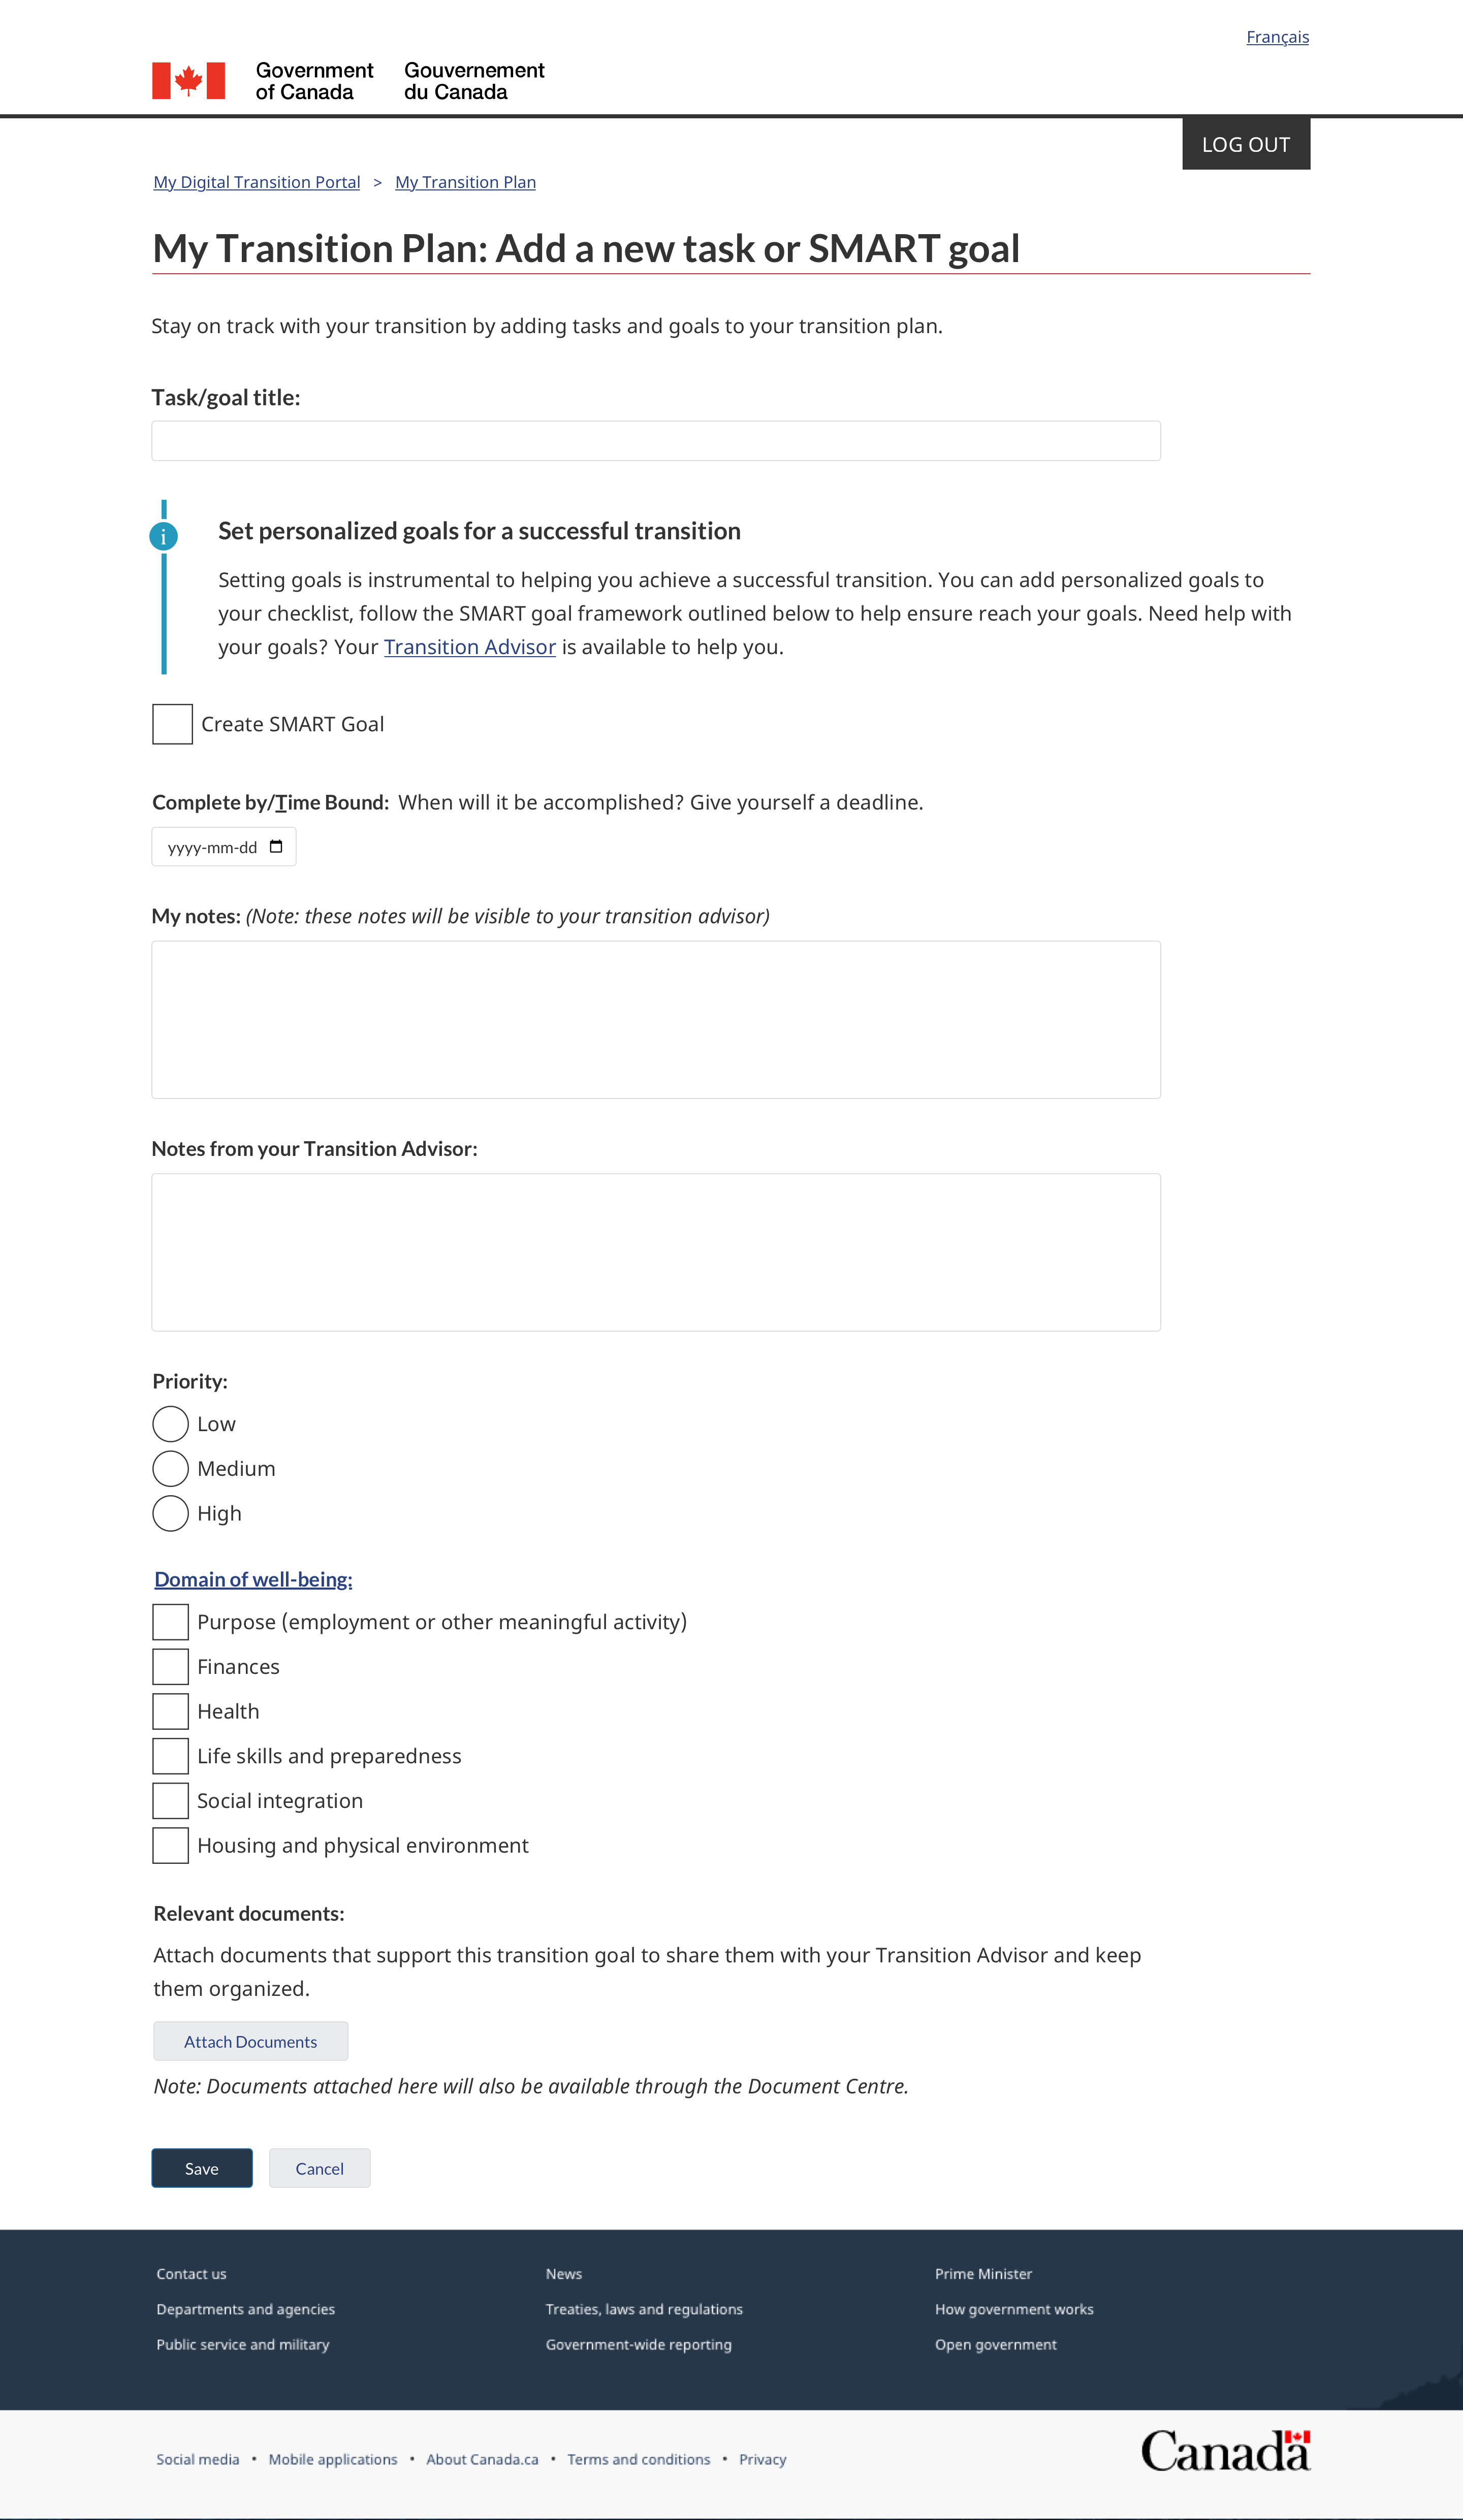 Français
Government
of Canada
Gouvernement
du Canada
LOG OUT
My Digital Transition Portal > My Transition Plan
My Transition Plan: Add a new task or SMART goal
Stay on track with your transition by adding tasks and goals to your transition plan.
Task/goal title:
i
Set personalized goals for a successful transition
Setting goals is instrumental to helping you achieve a successful transition. You can add personalized goals to
your checklist, follow the SMART goal framework outlined below to help ensure reach your goals. Need help with
your goals? Your Transition Advisor is available to help you.
Create SMART Goal
Complete by/Time Bound: When will it be accomplished? Give yourself a deadline.
yyyy-mm-dd
My notes: (Note: these notes will be visible to your transition advisor)
Notes from your Transition Advisor:
Priority:
Low
Medium
High
Domain of well-being:
Purpose (employment or other meaningful activity)
Finances
Health
Life skills and preparedness
Social integration
Housing and physical environment
Relevant documents:
Attach documents that support this transition goal to share them with your Transition Advisor and keep
them organized.
Attach Documents
Note: Documents attached here will also be available through the Document Centre.
Save Cancel
Contact us News Prime Minister
Departments and agencies Treaties, laws and regulations How government works
Public service and military Government-wide reporting Open government
Social media • Mobile applications • About Canada.ca • Terms and conditions • Privacy
Canada